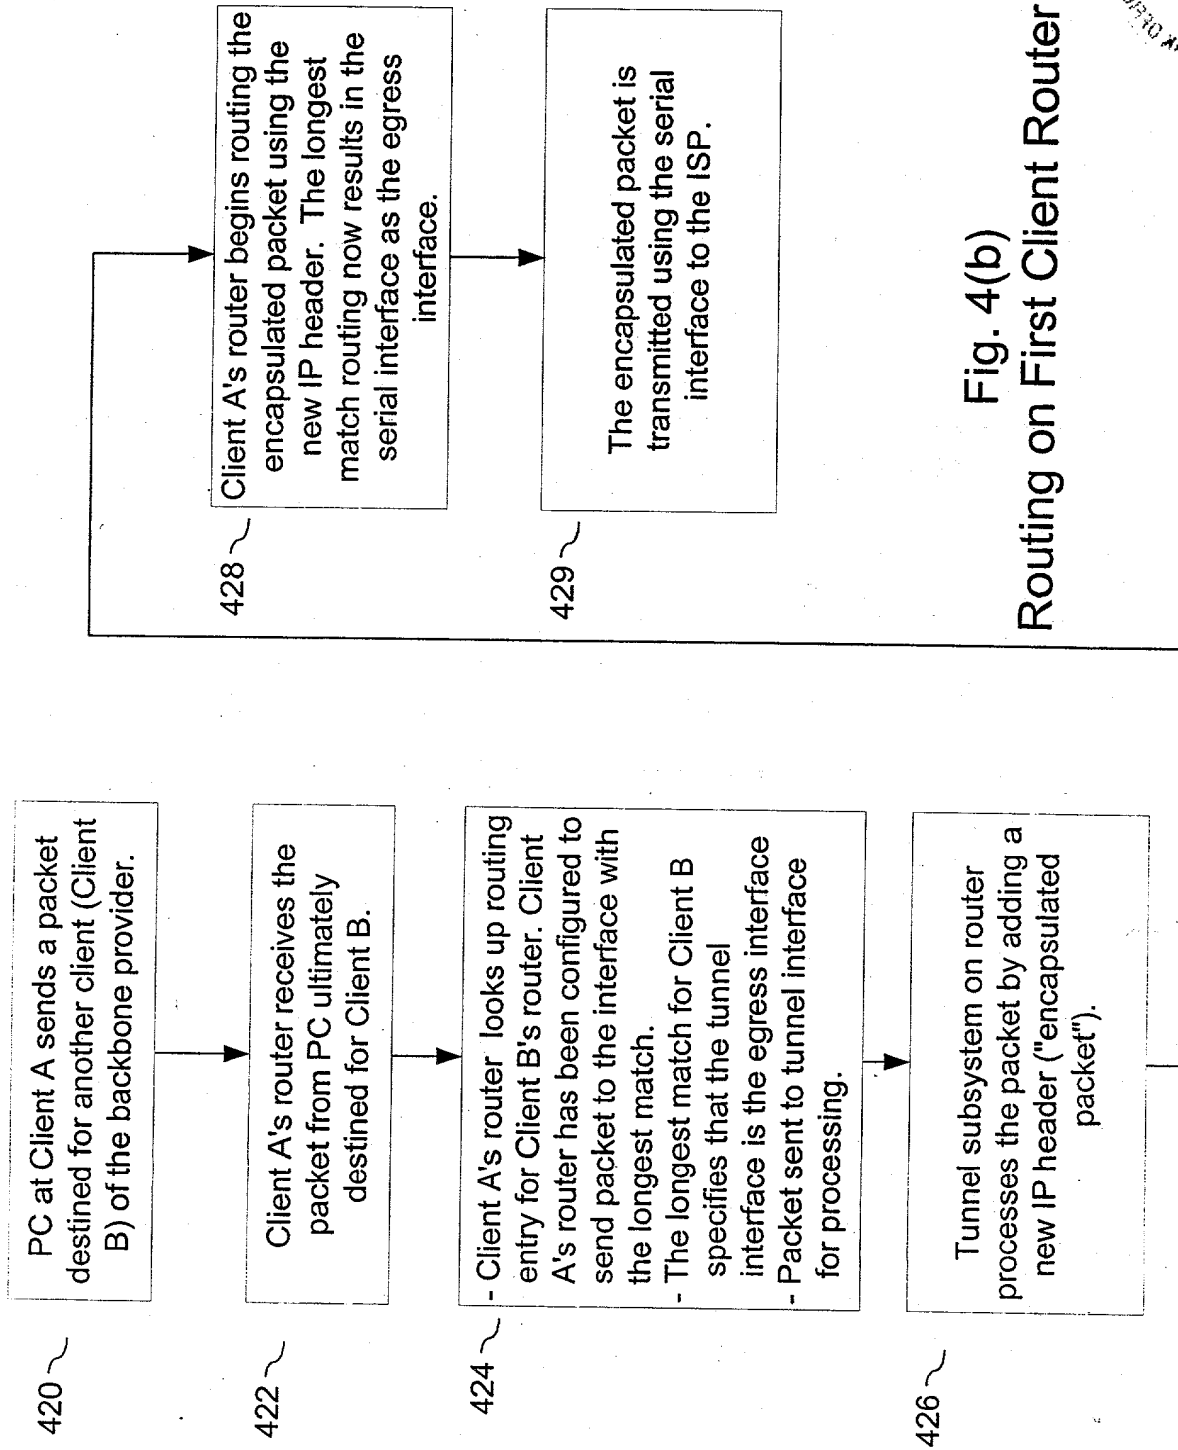 420
PC at Client A sends a packet
destined for another client (Client
B) of the backbone provider.
422
Client A's router receives the
packet from PC ultimately
destined for Client B.
424
- Client A's router looks up routing
entry for Client B's router. Client
A's router has been configured to
send packet to the interface with
the longest match.
- The longest match for Client B
specifies that the tunnel
interface is the egress interface
- Packet sent to tunnel interface
for processing.
426
Tunnel subsystem on router
processes the packet by adding a
new IP header ("encapsulated
packet").
428
Client A's router begins routing the
encapsulated packet using the
new IP header. The longest
match routing now results in the
serial interface as the egress
interface.
429
The encapsulated packet is
transmitted using the serial
interface to the ISP.
Fig. 4(b)
Routing on First Client Router